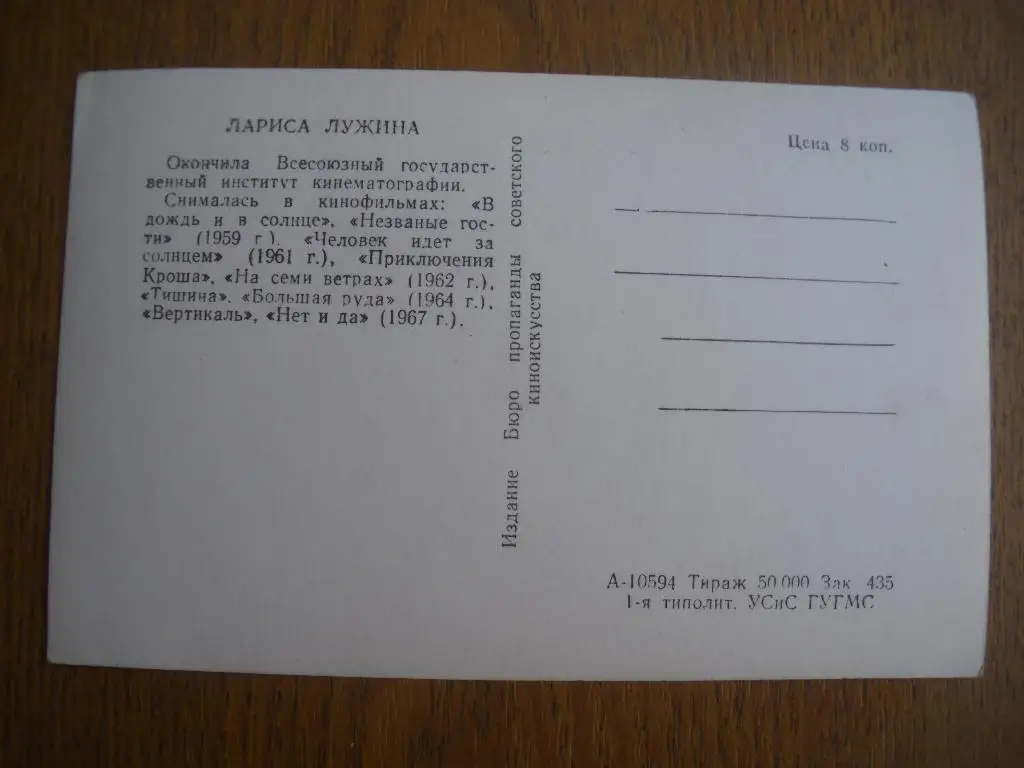 ЛАРИСА ЛУЖИНА
Окончила Всесоюзный государст-
венный институт кинематографии.
Снималась в кинофильмах: «В
дождь и в солнце», «Незваные гос-
ти» (1959 г). «Человек идет за
солнцем» (1961 г.), «Приключения
Кроша», «На семи ветрах» (1962 г.),
«Тишина», «Большая руда» (1964 г.),
«Вертикаль», «Нет и да» (1967 г.).
Издание Бюро пропаганды советского
киноискусства
Цена 8 коп.
А-10594 Тираж 50.000 Зак 435
1-я типолит. УСиС ГУГМС